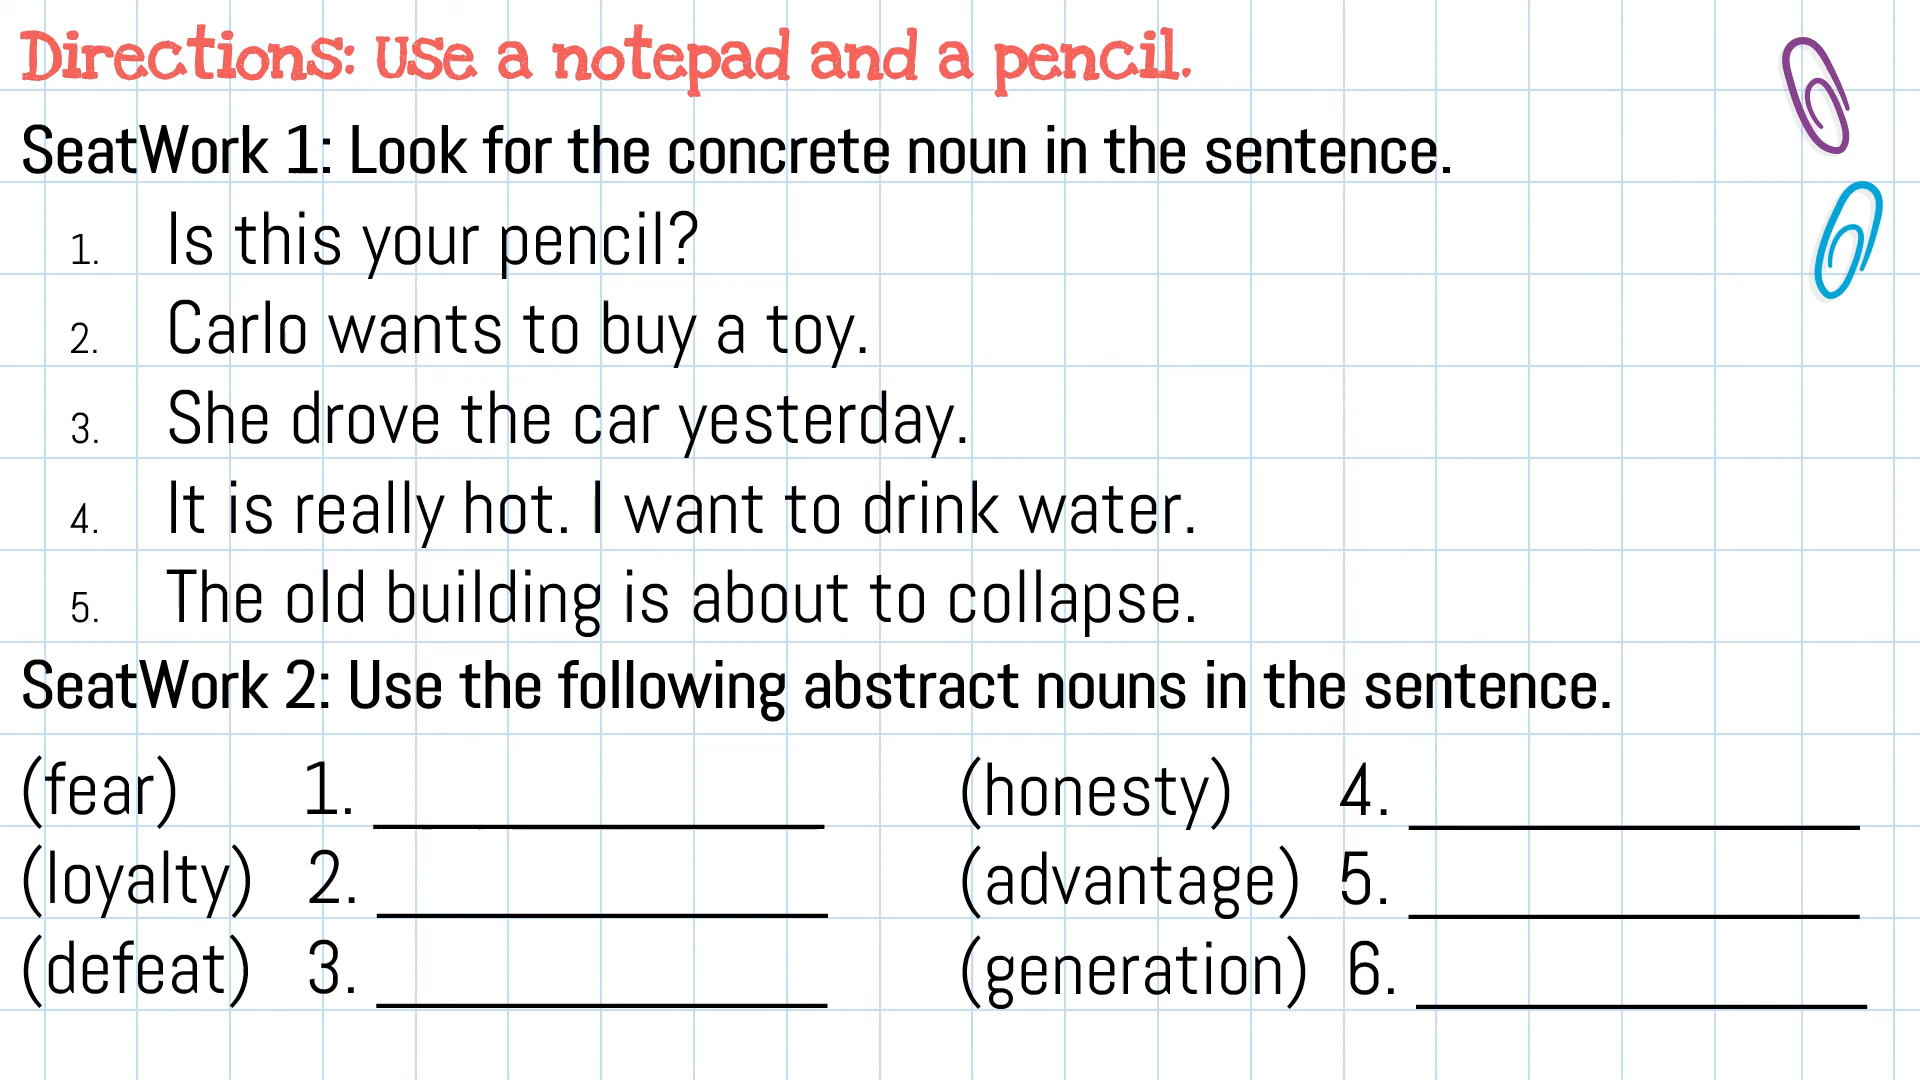 Directions: Use a notepad and a pencil.
SeatWork 1: Look for the concrete noun in the sentence.
1. Is this your pencil?
2. Carlo wants to buy a toy.
3. She drove the car yesterday.
4. It is really hot. I want to drink water.
5. The old building is about to collapse.
SeatWork 2: Use the following abstract nouns in the sentence.
(fear) 1. ____________
(loyalty) 2. ____________
(defeat) 3. ____________
(honesty) 4. ____________
(advantage) 5. ____________
(generation) 6. ____________